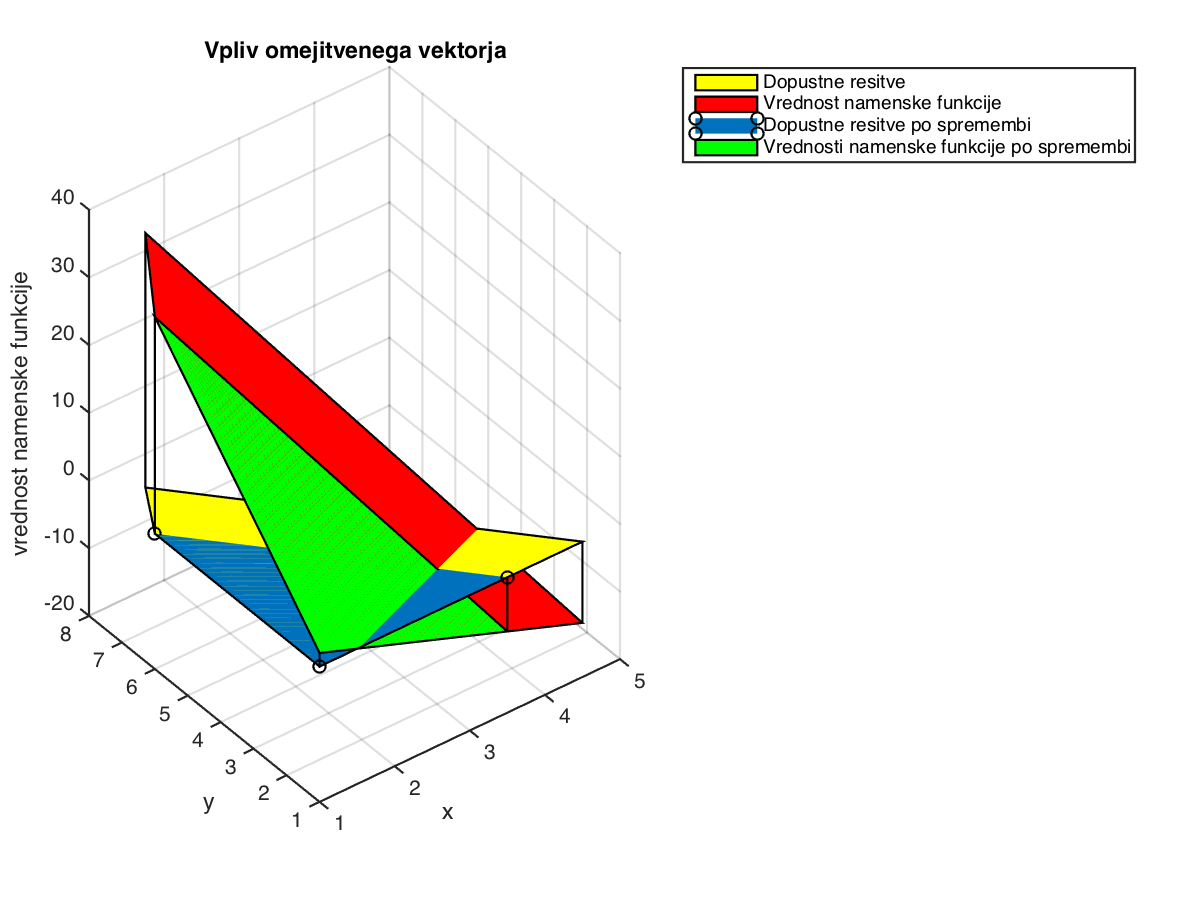 Vpliv omejitvenega vektorja
Dopustne resitve
Vrednost namenske funkcije
Dopustne resitve po spremembi
Vrednosti namenske funkcije po spremembi
vrednost namenske funkcije
40
30
20
10
0
-10
-20
8
7
6
5
4
3
2
1
y
1
2
3
4
5
x